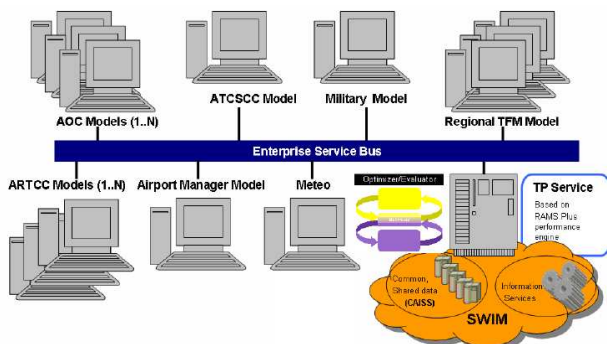 ATCSCC Model
Military Model
AOC Models (1..N)
Regional TFM Model
Enterprise Service Bus
ARTCC Models (1..N)
Airport Manager Model
Meteo
Optimizer/Evaluator
TP Service
Based on
RAMS Plus
performance
engine
Common,
Shared data
(CAISS)
Information
Services
SWIM